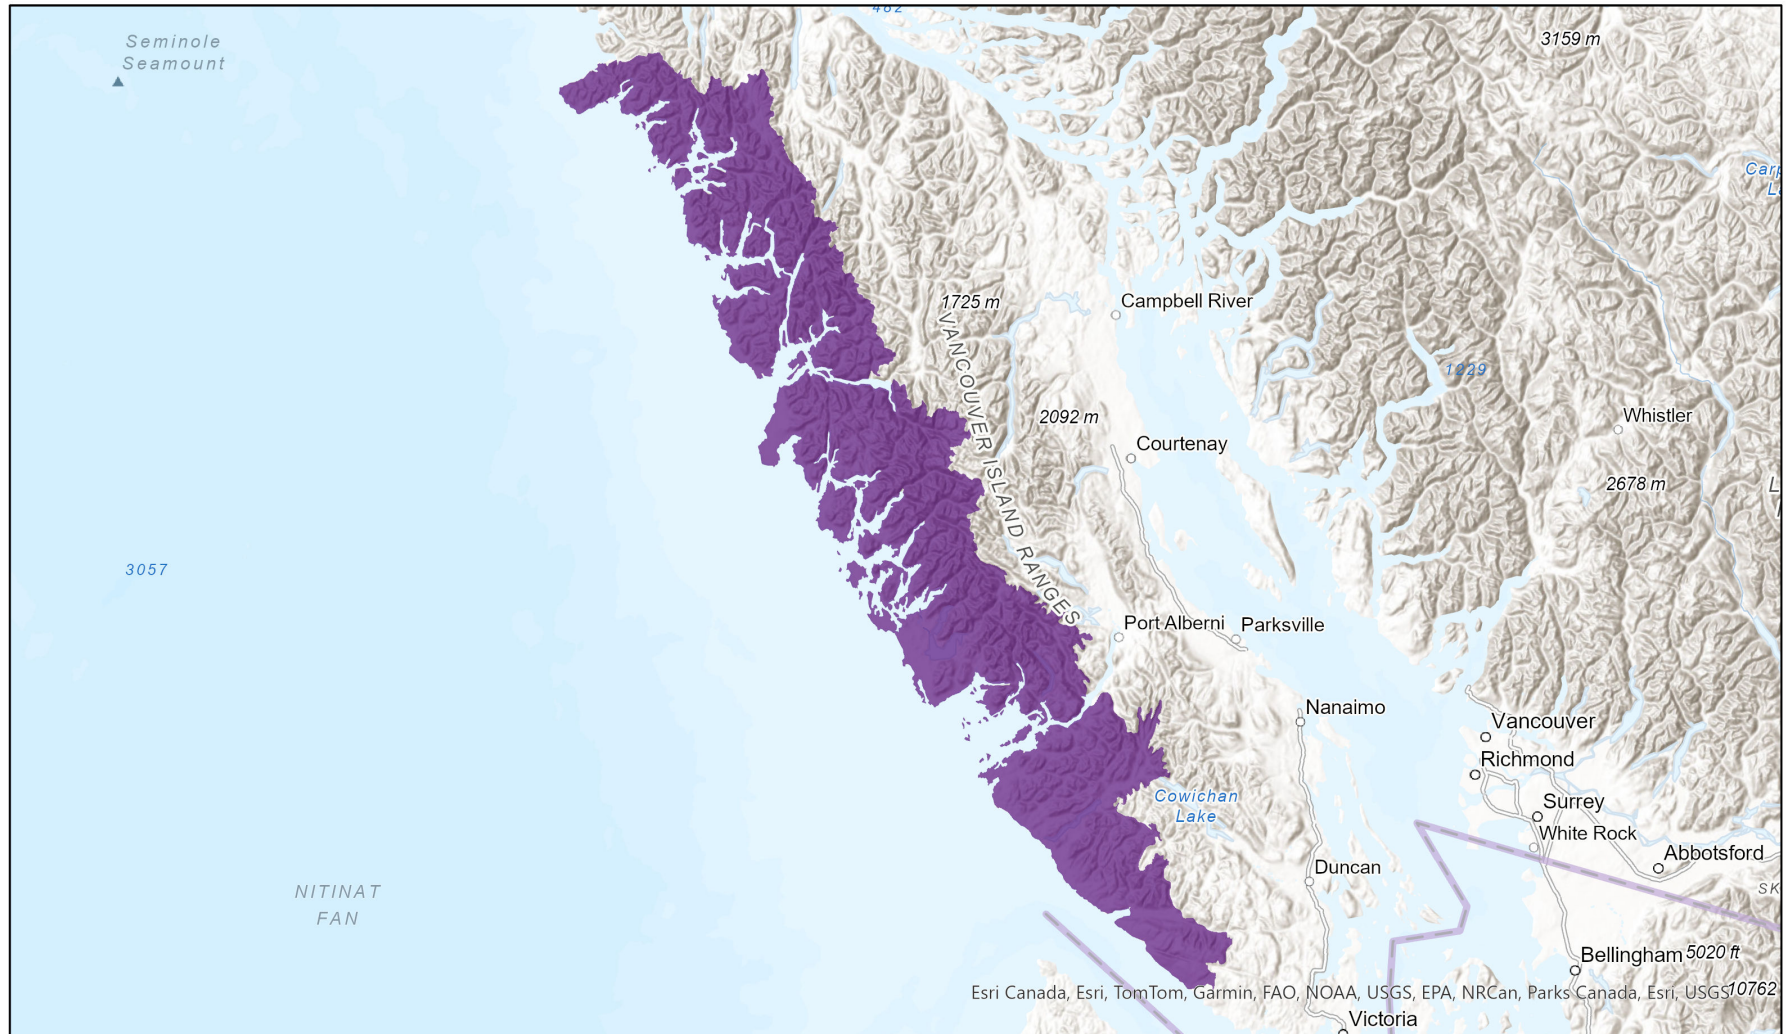 462
Seminole
Seamount
3159 m
1725 m
Campbell River
VANCOUVER ISLAND RANGES
1229
2092 m
Whistler
Courtenay
2678 m
3057
Port Alberni
Parksville
Nanaimo
Vancouver
Richmond
Cowichan
Lake
Surrey
White Rock
Abbotsford
Duncan
NITINAT
FAN
SK
Bellingham
5020 ft
Esri Canada, Esri, TomTom, Garmin, FAO, NOAA, USGS, EPA, NRCan, Parks Canada, Esri, USGS
10762
Victoria